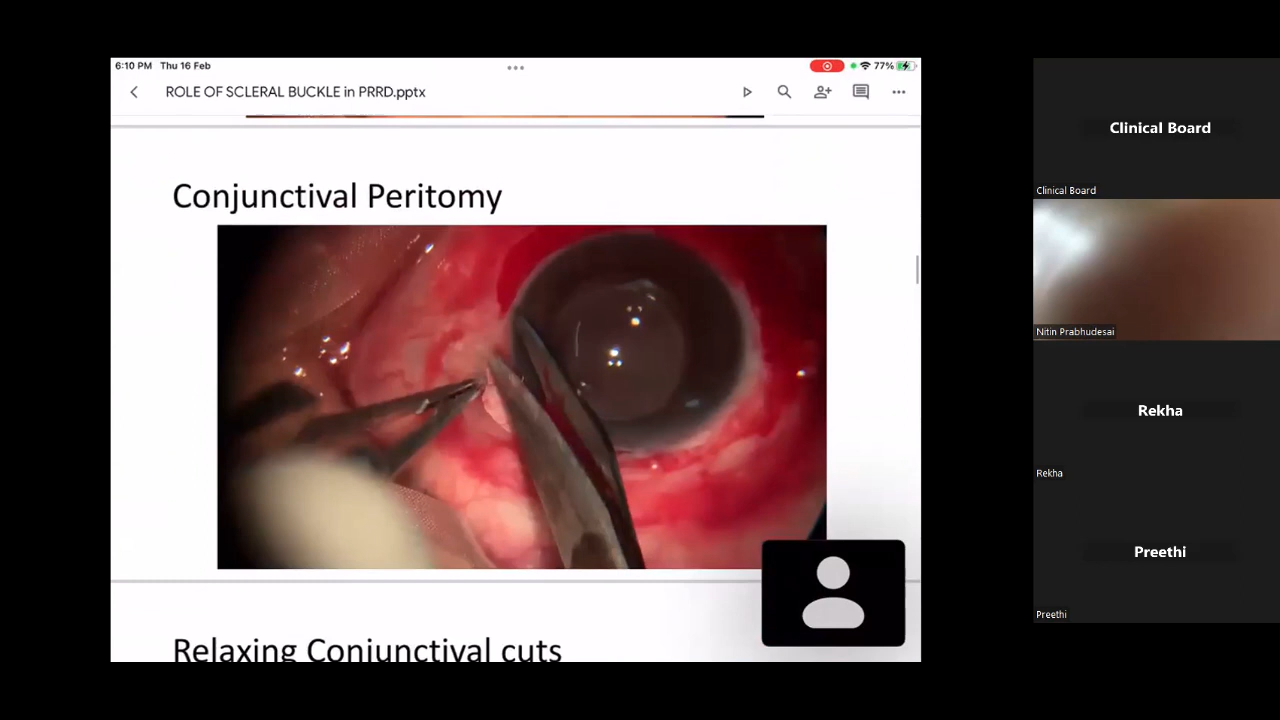 6:10 PM Thu 16 Feb
77%
ROLE OF SCLERAL BUCKLE in PRRD.pptx
Conjunctival Peritomy
Relaxing Conjunctival cuts
Clinical Board
Clinical Board
Nitin Prabhudesai
Rekha
Rekha
Preethi
Preethi